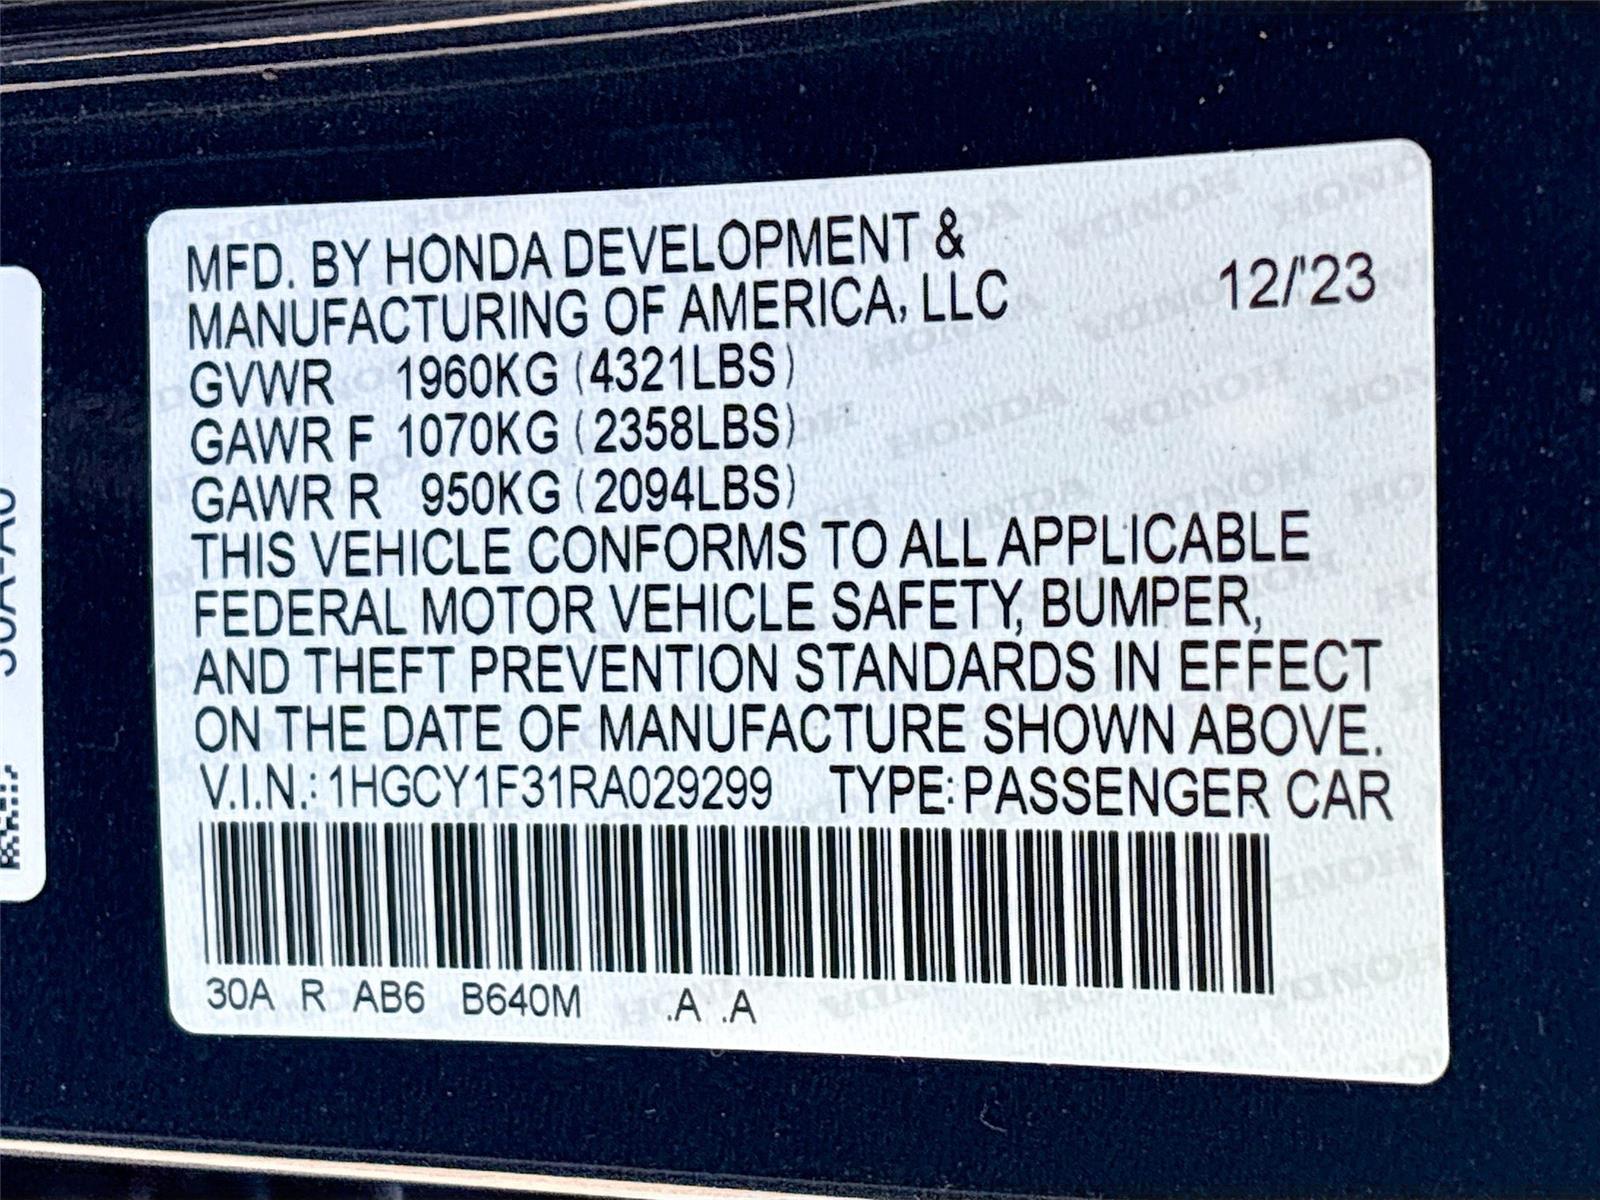 MFD. BY HONDA DEVELOPMENT &
MANUFACTURING OF AMERICA, LLC
12/'23
GVWR 1960KG (4321LBS)
GAWR F 1070KG (2358LBS)
GAWR R 950KG (2094LBS)
THIS VEHICLE CONFORMS TO ALL APPLICABLE
FEDERAL MOTOR VEHICLE SAFETY, BUMPER,
AND THEFT PREVENTION STANDARDS IN EFFECT
ON THE DATE OF MANUFACTURE SHOWN ABOVE.
V.I.N.: 1HGCY1F31RA029299 TYPE: PASSENGER CAR
30A R AB6 B640M .A .A